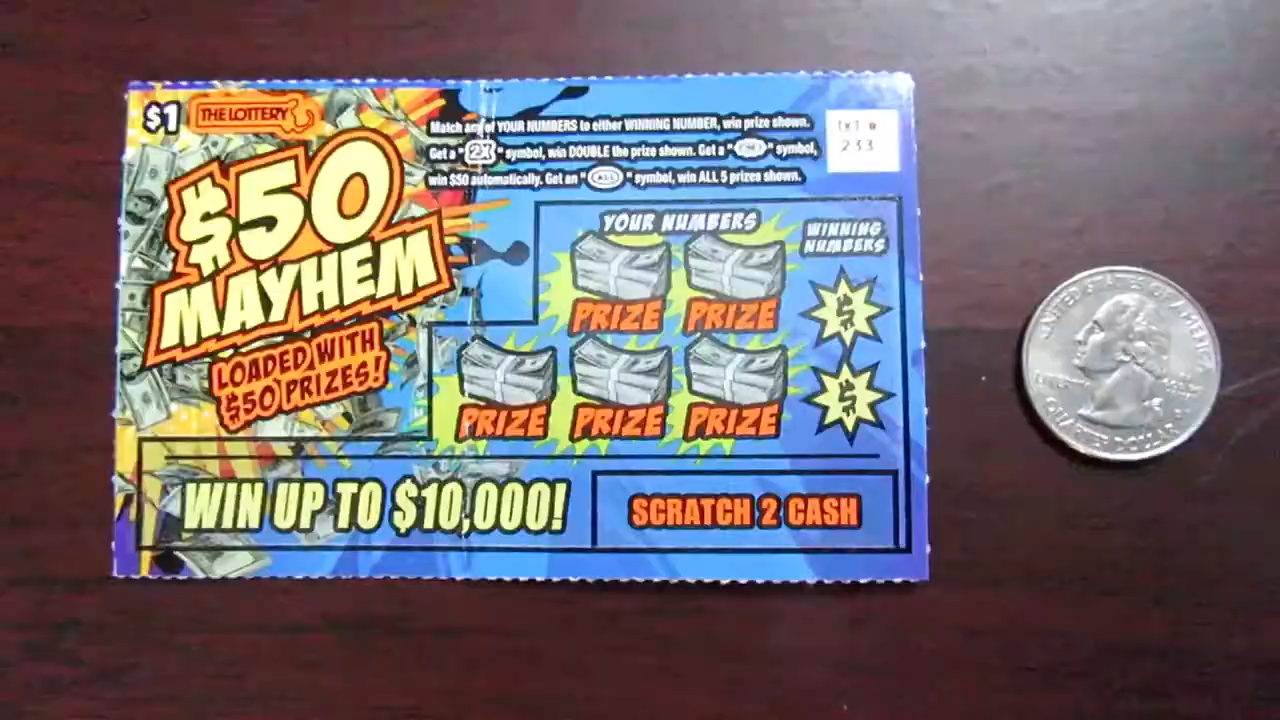 $1 THE LOTTERY
$50
MAYHEM
LOADED WITH
$50 PRIZES!
Match any of YOUR NUMBERS to either WINNING NUMBER, win prize shown.
Get a "2X" symbol, win DOUBLE the prize shown. Get a "" symbol,
win $50 automatically. Get an "ALL" symbol, win ALL 5 prizes shown.
233
YOUR NUMBERS
WINNING
NUMBERS
PRIZE PRIZE
$
PRIZE PRIZE PRIZE
$
WIN UP TO $10,000!
SCRATCH 2 CASH
UNITED STATES OF AMERICA
QUARTER DOLLAR